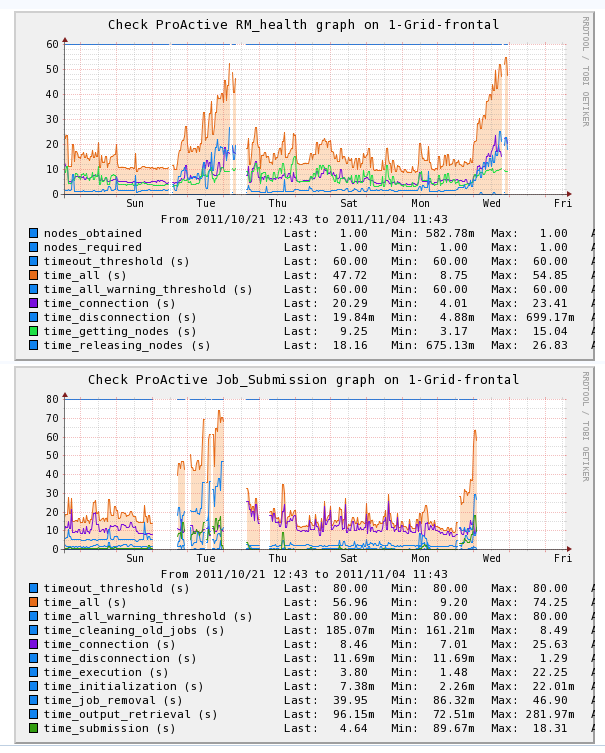 Check ProActive RM_health graph on 1-Grid-frontal
RRDTOOL / TOBI OETIKER
60
50
40
30
20
10
0
Sun Tue Thu Sat Mon Wed Fri
From 2011/10/21 12:43 to 2011/11/04 11:43
nodes_obtained Last: 1.00 Min: 582.78m Max: 1.00 A
nodes_required Last: 1.00 Min: 1.00 Max: 1.00 A
timeout_threshold (s) Last: 60.00 Min: 60.00 Max: 60.00 A
time_all (s) Last: 47.72 Min: 8.75 Max: 54.85 A
time_all_warning_threshold (s) Last: 60.00 Min: 60.00 Max: 60.00 A
time_connection (s) Last: 20.29 Min: 4.01 Max: 23.41 A
time_disconnection (s) Last: 19.84m Min: 4.88m Max: 699.17m A
time_getting_nodes (s) Last: 9.25 Min: 3.17 Max: 15.04 A
time_releasing_nodes (s) Last: 18.16 Min: 675.13m Max: 26.83 A
Check ProActive Job_Submission graph on 1-Grid-frontal
RRDTOOL / TOBI OETIKER
80
70
60
50
40
30
20
10
0
Sun Tue Thu Sat Mon Wed Fri
From 2011/10/21 12:43 to 2011/11/04 11:43
timeout_threshold (s) Last: 80.00 Min: 80.00 Max: 80.00 A
time_all (s) Last: 56.96 Min: 9.20 Max: 74.25 A
time_all_warning_threshold (s) Last: 80.00 Min: 80.00 Max: 80.00 A
time_cleaning_old_jobs (s) Last: 185.07m Min: 161.21m Max: 8.49 A
time_connection (s) Last: 8.46 Min: 7.01 Max: 25.63 A
time_disconnection (s) Last: 11.69m Min: 11.69m Max: 1.29 A
time_execution (s) Last: 3.80 Min: 1.48 Max: 22.25 A
time_initialization (s) Last: 7.38m Min: 2.26m Max: 22.01m A
time_job_removal (s) Last: 39.95 Min: 86.32m Max: 46.90 A
time_output_retrieval (s) Last: 96.15m Min: 72.51m Max: 281.97m A
time_submission (s) Last: 4.64 Min: 89.67m Max: 18.31 A